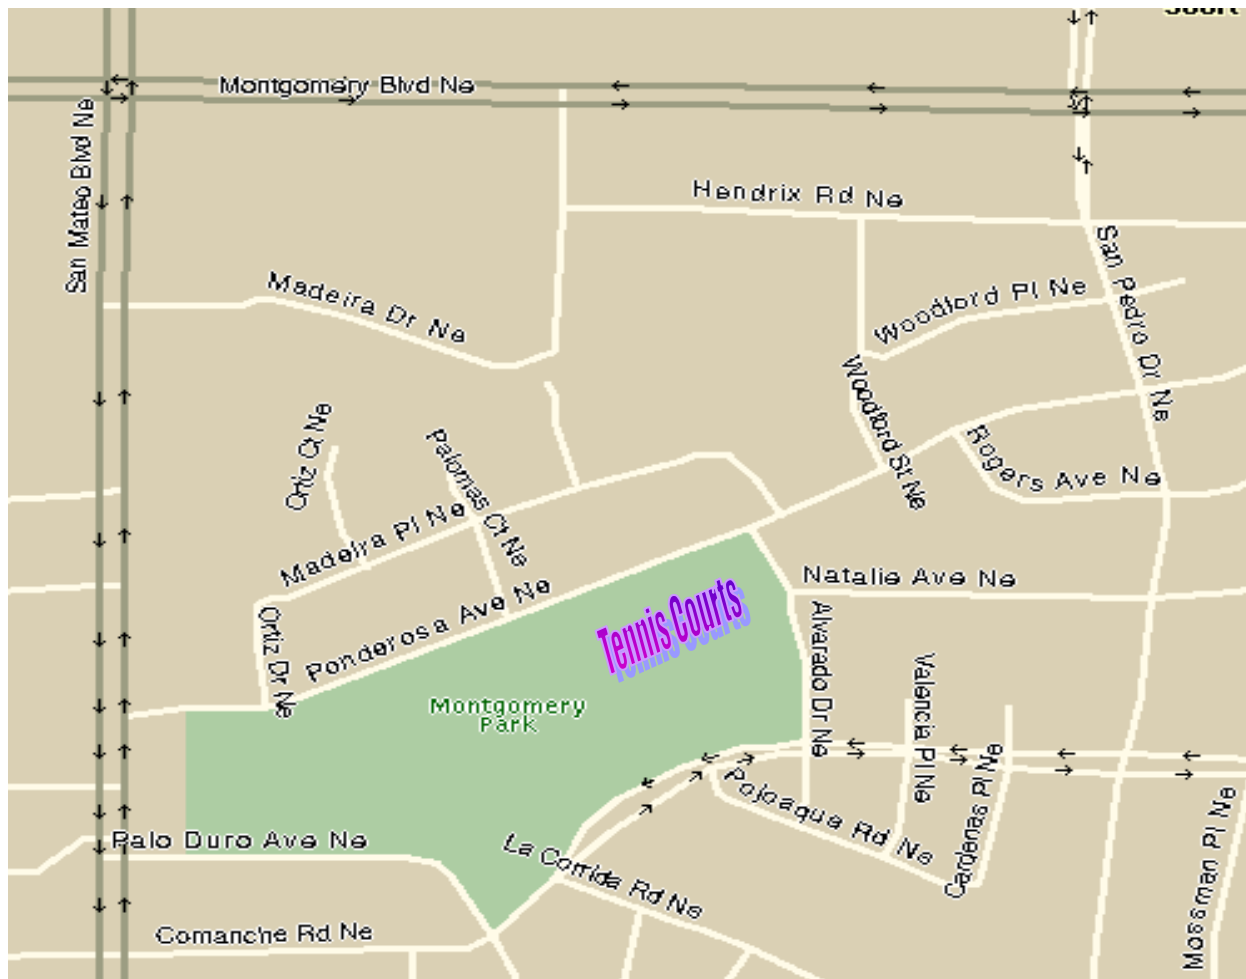 Montgomery Blvd Ne
San Mateo Blvd Ne
Hendrix Rd Ne
San Pedro Dr Ne
Madeira Dr Ne
Woodford Pl Ne
Woodford St Ne
Ortiz Ct Ne
Palomas Ct Ne
Rogers Ave Ne
Madeira Pl Ne
Natalie Ave Ne
Ponderosa Ave Ne
Tennis Courts
Ortiz Dr Ne
Alvarado Dr Ne
Valencia Pl Ne
Montgomery
Park
Cardenas Pl Ne
Pojoaque Rd Ne
Mossman Pl Ne
Palo Duro Ave Ne
La Corrida Rd Ne
Comanche Rd Ne